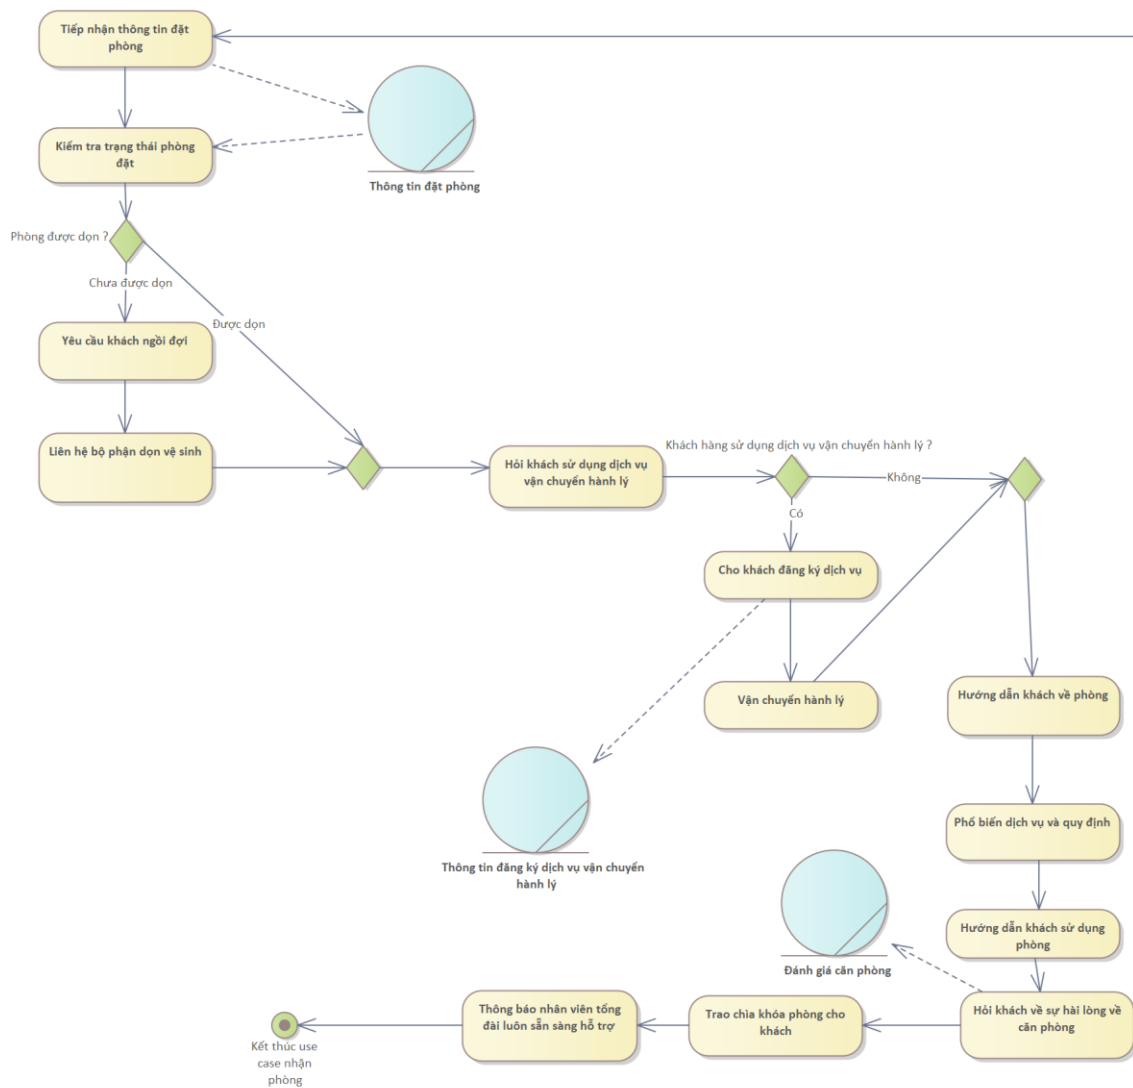 Tiếp nhận thông tin đặt
phòng
Kiểm tra trạng thái phòng
đặt
Thông tin đặt phòng
Phòng được dọn ?
Chưa được dọn
Được dọn
Yêu cầu khách ngồi đợi
Liên hệ bộ phận dọn vệ sinh
Hỏi khách sử dụng dịch vụ
vận chuyển hành lý
Khách hàng sử dụng dịch vụ vận chuyển hành lý ?
Không
Có
Cho khách đăng ký dịch vụ
Vận chuyển hành lý
Hướng dẫn khách về phòng
Thông tin đăng ký dịch vụ vận chuyển
hành lý
Phổ biến dịch vụ và quy định
Hướng dẫn khách sử dụng
phòng
Đánh giá căn phòng
Hỏi khách về sự hài lòng về
căn phòng
Trao chìa khóa phòng cho
khách
Thông báo nhân viên tổng
đài luôn sẵn sàng hỗ trợ
Kết thúc use
case nhận
phòng